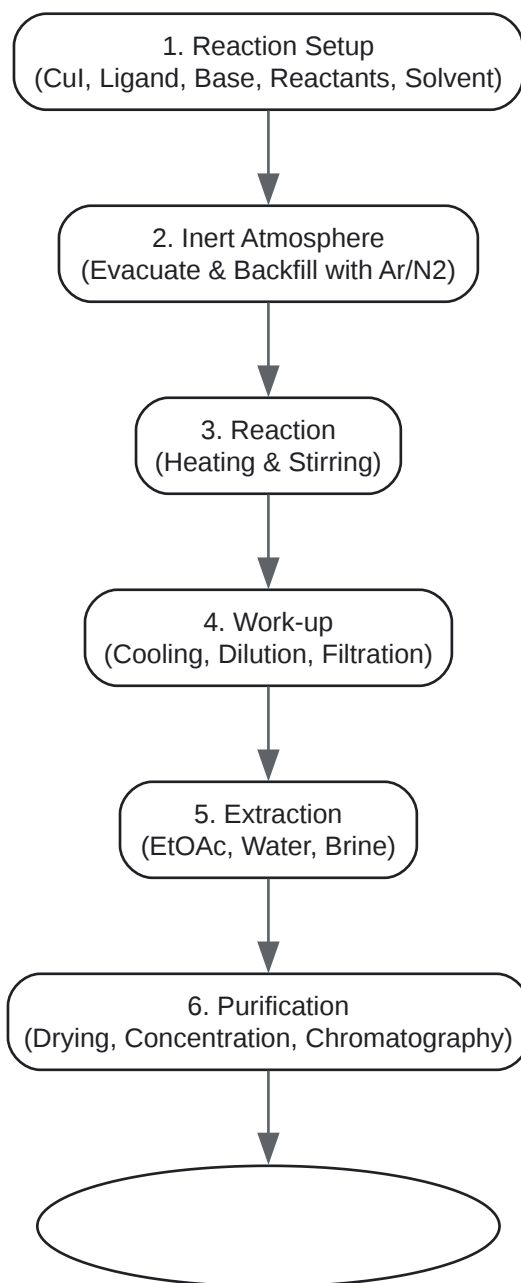 1. Reaction Setup
(CuI, Ligand, Base, Reactants, Solvent)
2. Inert Atmosphere
(Evacuate & Backfill with Ar/N2)
3. Reaction
(Heating & Stirring)
4. Work-up
(Cooling, Dilution, Filtration)
5. Extraction
(EtOAc, Water, Brine)
6. Purification
(Drying, Concentration, Chromatography)